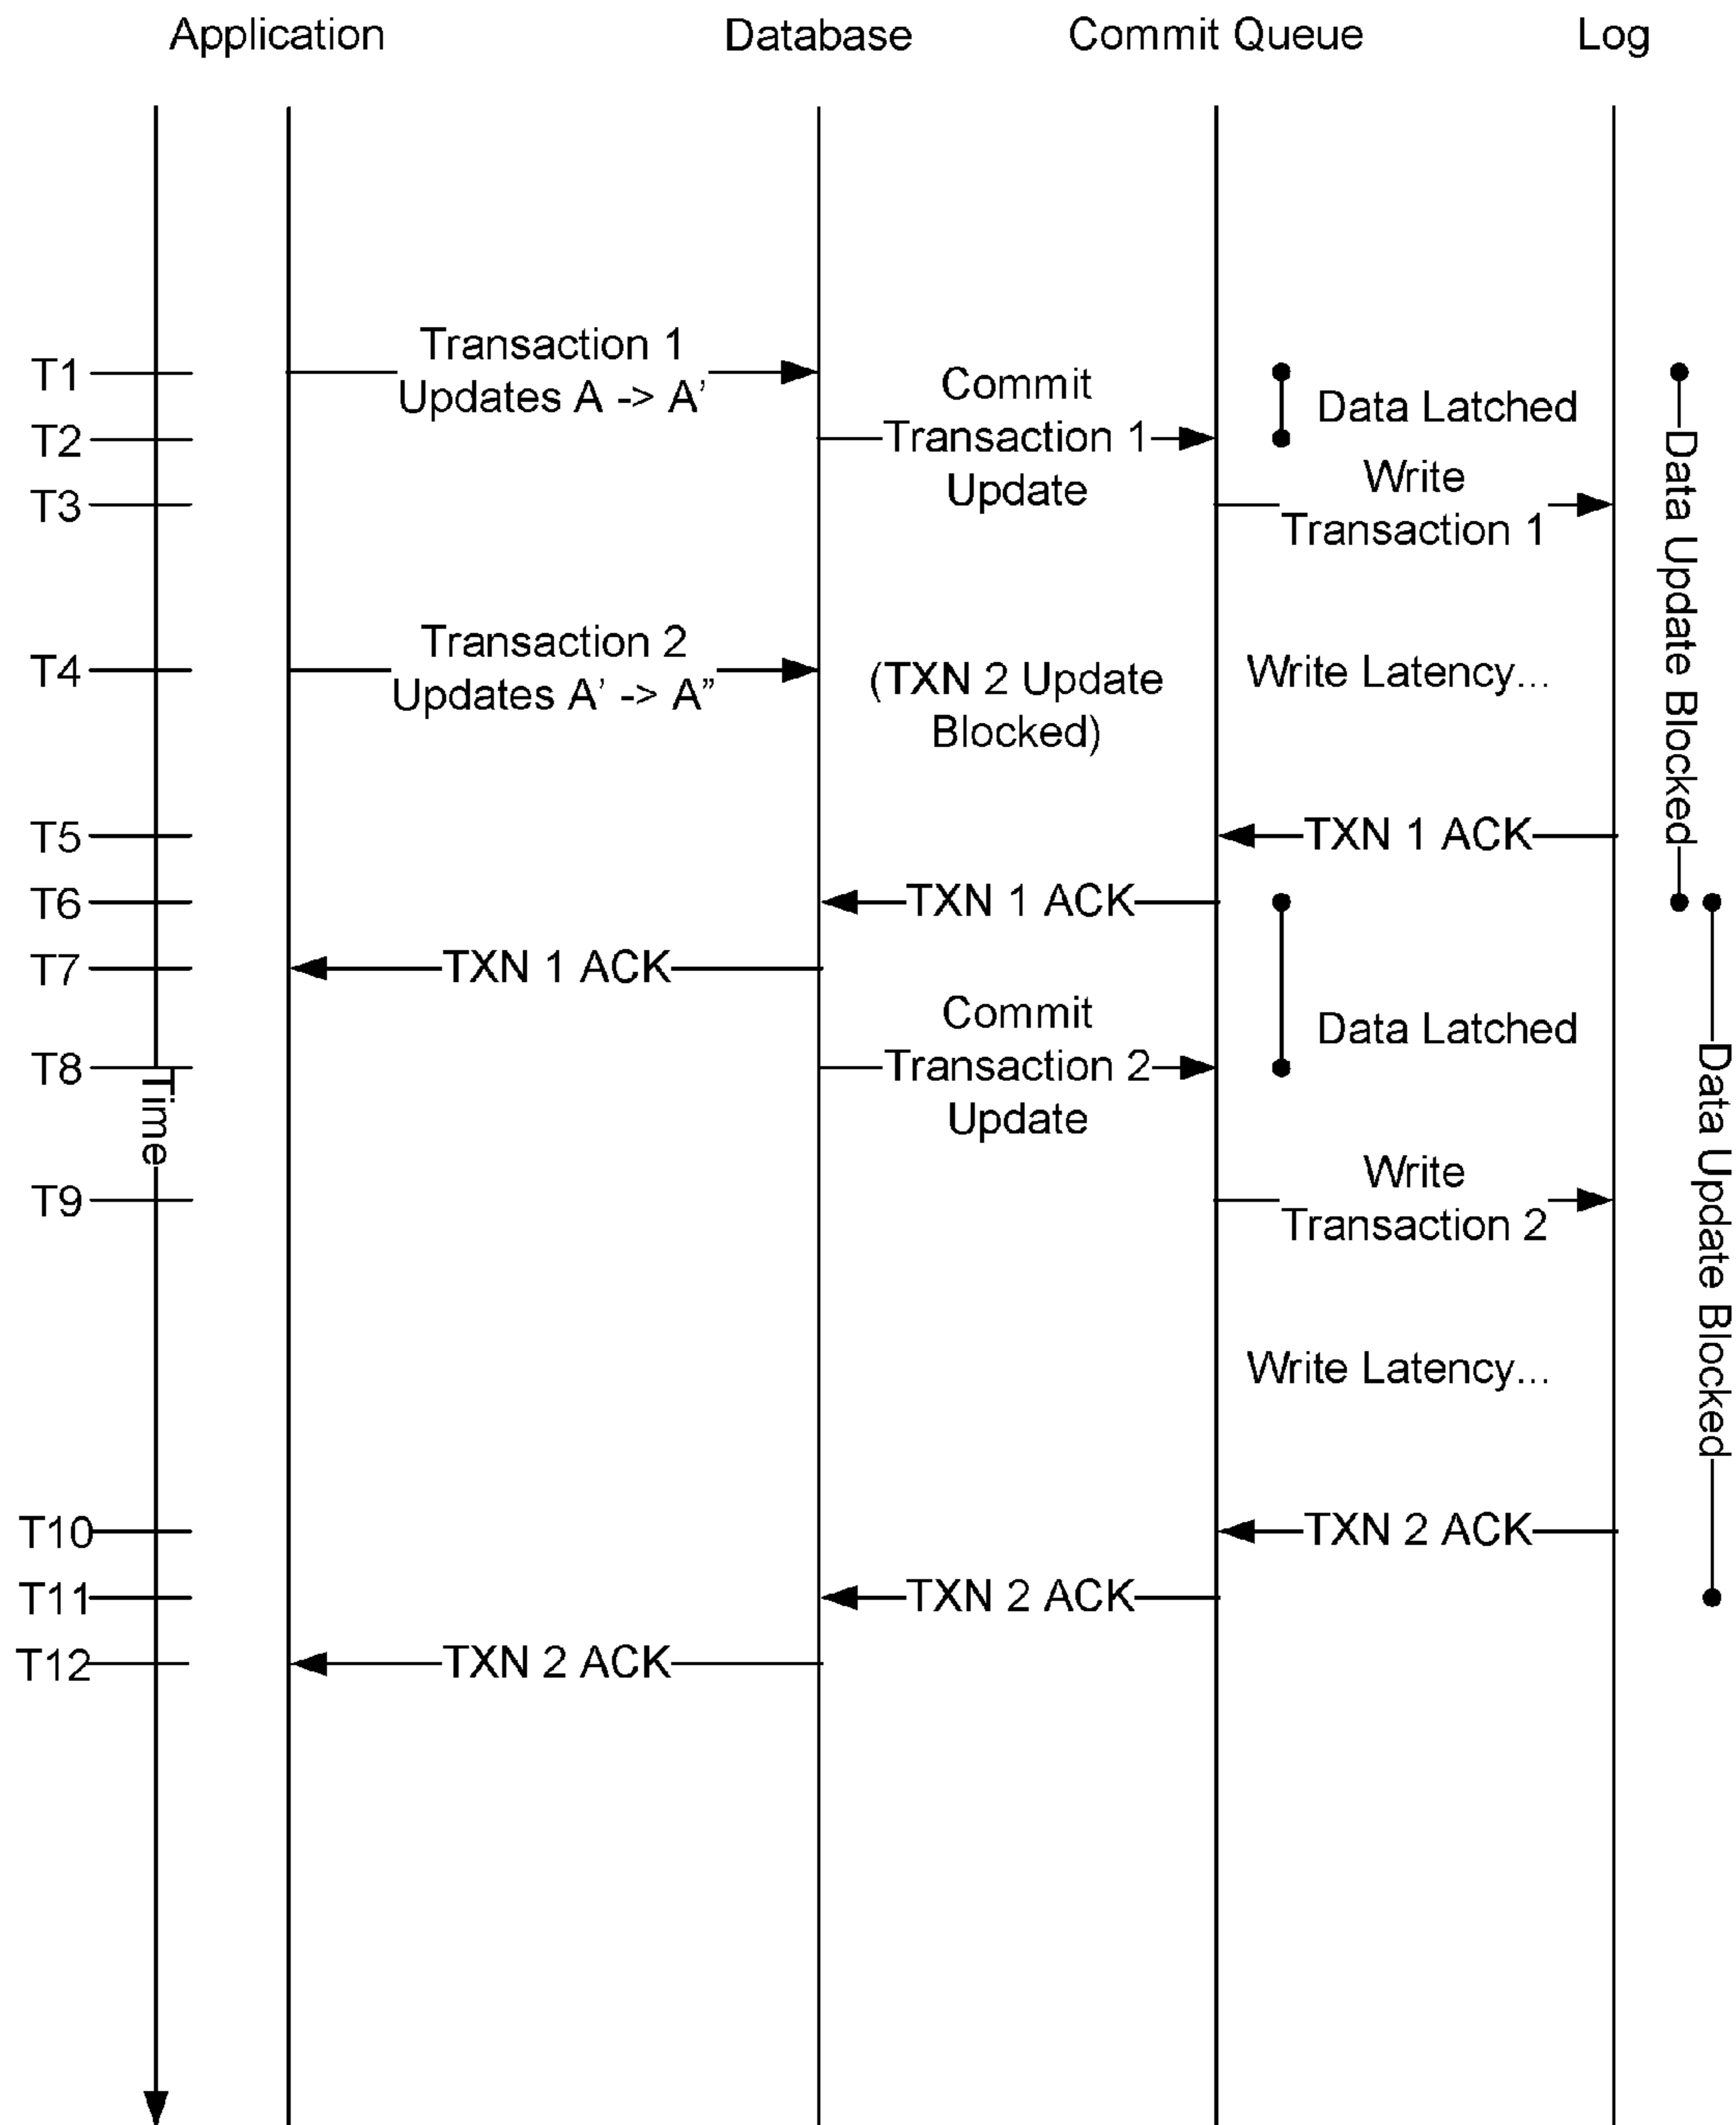 Application
Database
Commit Queue
Log
T1
Transaction 1
Updates A -> A’
Commit
Transaction 1
Update
Data Latched
T2
T3
Write
Transaction 1
Data Update Blocked
T4
Transaction 2
Updates A’ -> A”
(TXN 2 Update
Blocked)
Write Latency...
T5
TXN 1 ACK
T6
TXN 1 ACK
T7
TXN 1 ACK
Commit
Transaction 2
Update
Data Latched
T8
Time
Data Update Blocked
T9
Write
Transaction 2
Write Latency...
T10
TXN 2 ACK
T11
TXN 2 ACK
T12
TXN 2 ACK